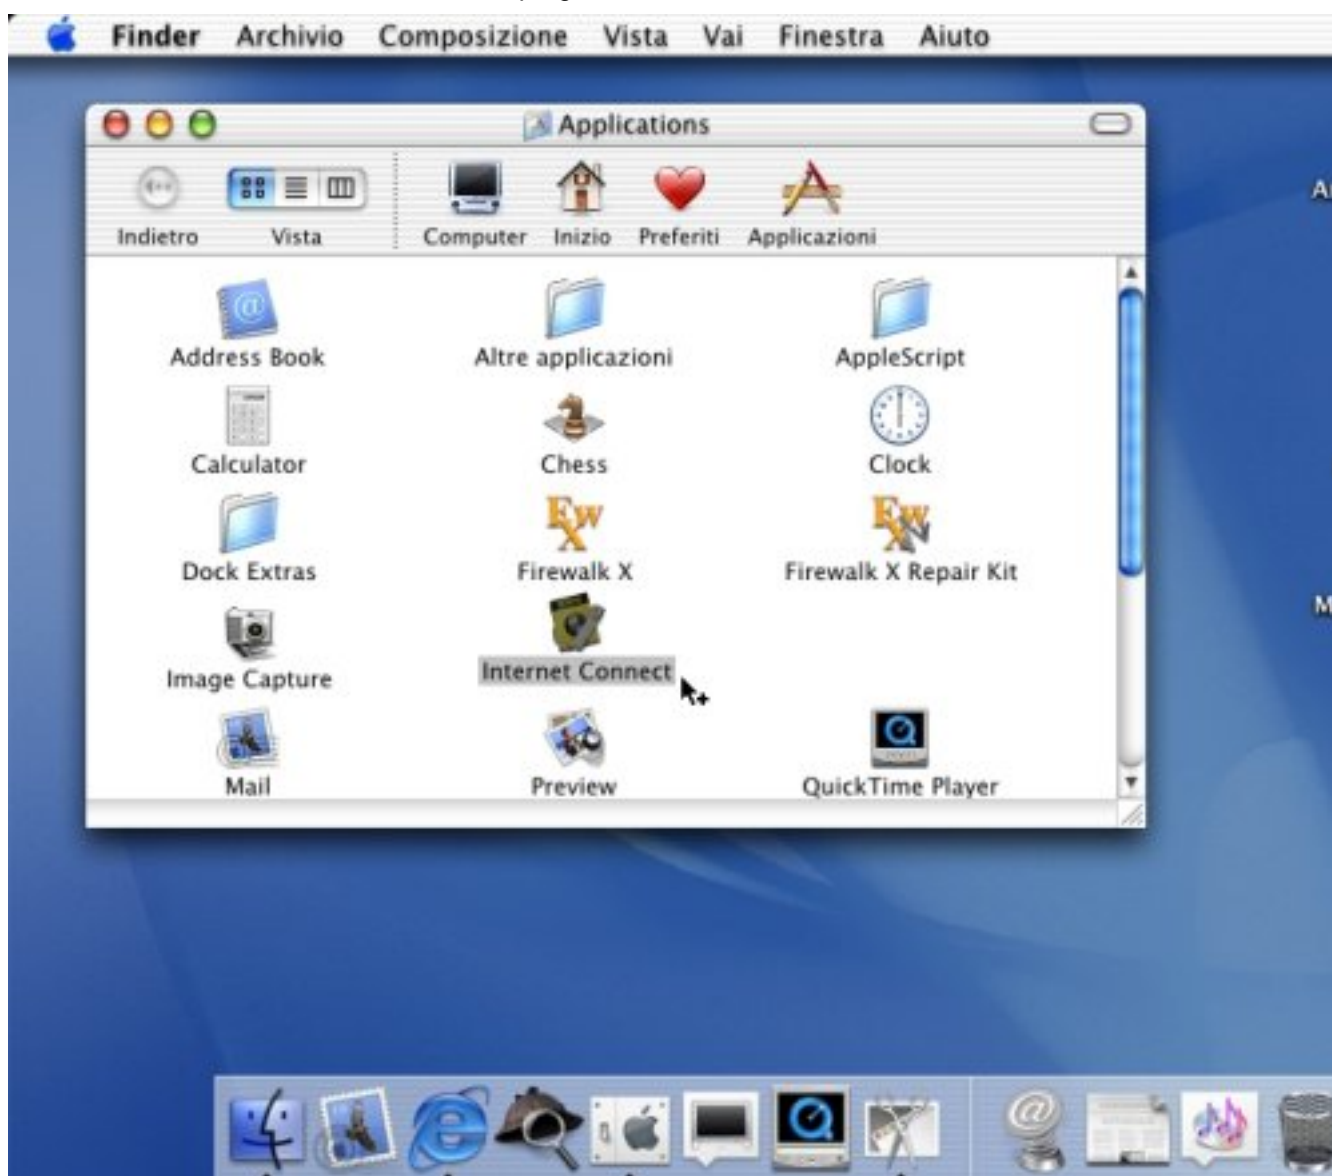 Finder Archivio Composizione Vista Vai Finestra Aiuto
Applications
Indietro Vista Computer Inizio Preferiti Applicazioni
Address Book Altre applicazioni AppleScript
Calculator Chess Clock
Dock Extras Firewalk X Firewalk X Repair Kit
Image Capture Internet Connect
Mail Preview QuickTime Player